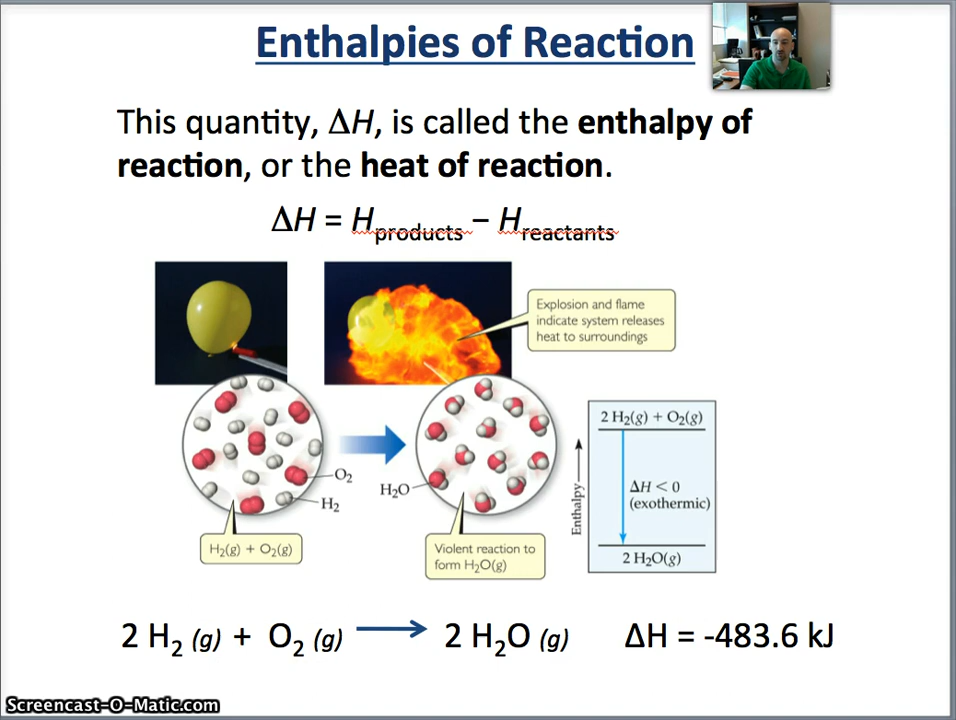 Enthalpies of Reaction
This quantity, ΔH, is called the enthalpy of
reaction, or the heat of reaction.
ΔH = Hproducts − Hreactants
Explosion and flame
indicate system releases
heat to surroundings
O₂
H₂
H₂(g) + O₂(g)
H₂O
Violent reaction to
form H₂O(g)
Enthalpy
2 H₂(g) + O₂(g)
ΔH < 0
(exothermic)
2 H₂O(g)
2 H₂ (g) + O₂ (g) → 2 H₂O (g) ΔH = -483.6 kJ
Screencast-O-Matic.com